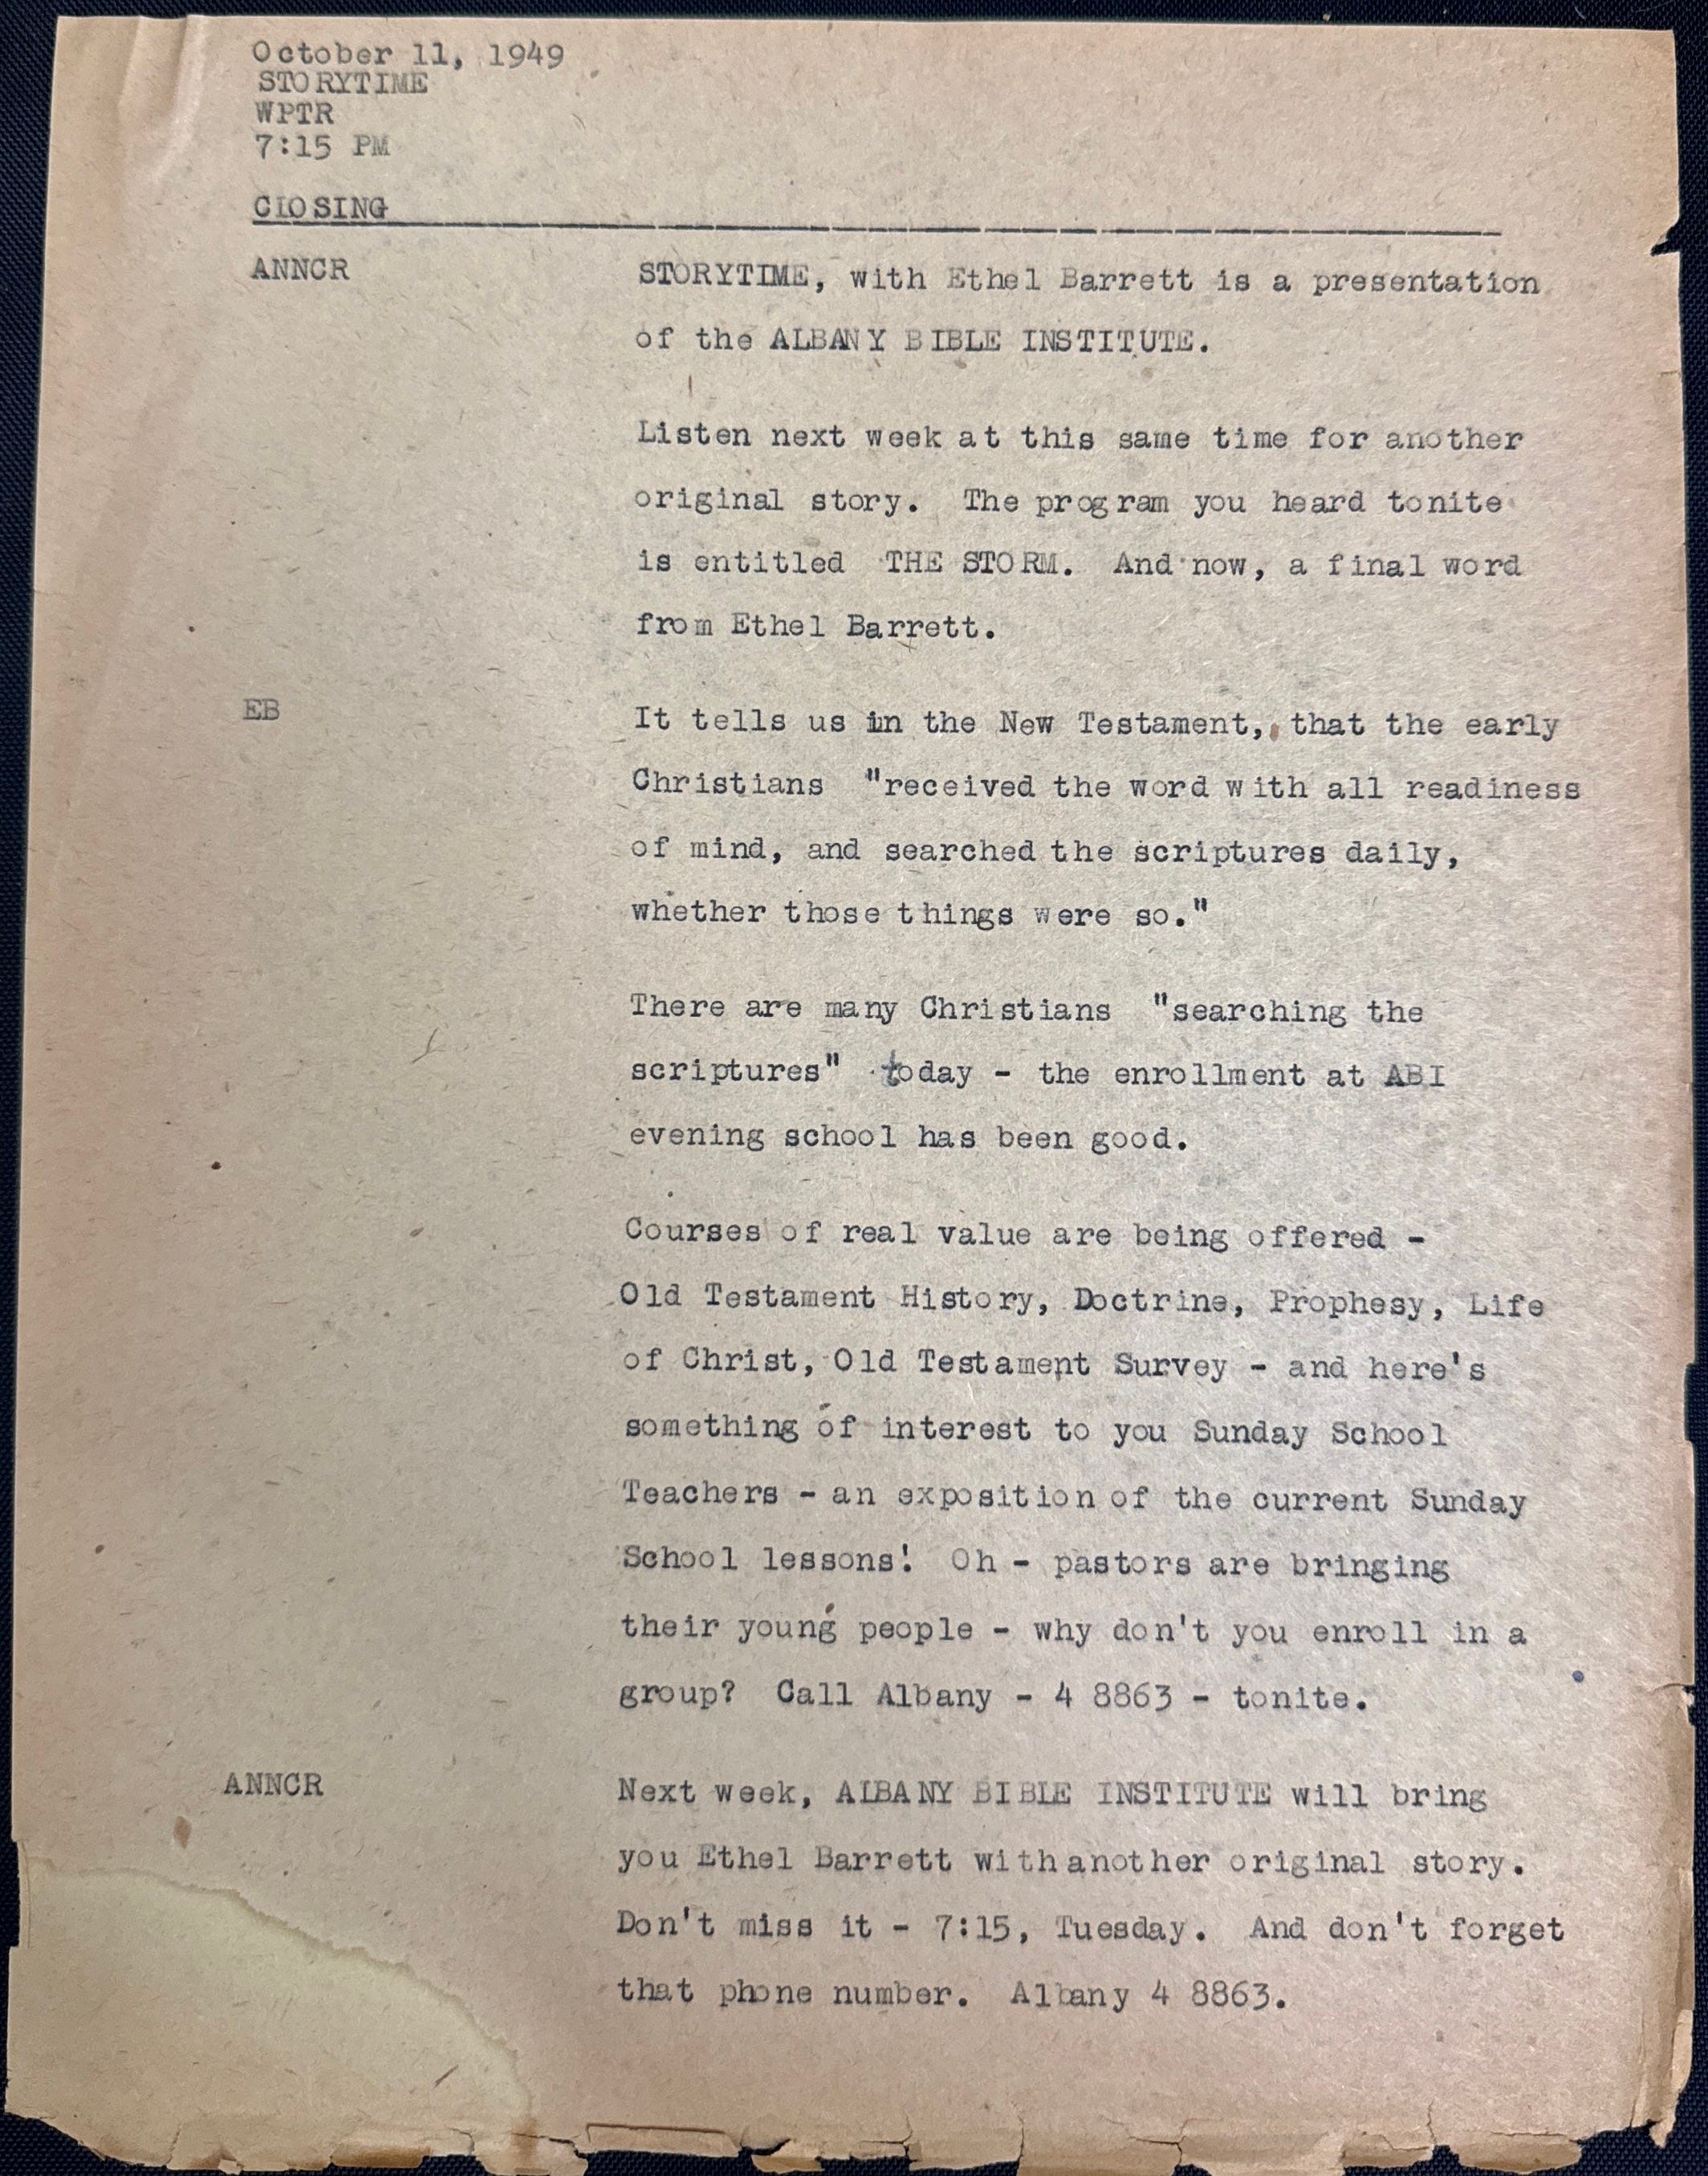 October 11, 1949
STORYTIME
WPTR
7:15 PM
CLOSING
ANNCR
STORYTIME, with Ethel Barrett is a presentation
of the ALBANY BIBLE INSTITUTE.
Listen next week at this same time for another
original story. The program you heard tonite
is entitled THE STORM. And now, a final word
from Ethel Barrett.
EB
It tells us in the New Testament, that the early
Christians "received the word with all readiness
of mind, and searched the scriptures daily,
whether those things were so."
There are many Christians "searching the
scriptures" today - the enrollment at ABI
evening school has been good.
Courses of real value are being offered -
Old Testament History, Doctrine, Prophesy, Life
of Christ, Old Testament Survey - and here's
something of interest to you Sunday School
Teachers - an exposition of the current Sunday
School lessons! Oh - pastors are bringing
their young people - why don't you enroll in a
group? Call Albany - 4 8863 - tonite.
ANNCR
Next week, ALBANY BIBLE INSTITUTE will bring
you Ethel Barrett with another original story.
Don't miss it - 7:15, Tuesday. And don't forget
that phone number. Albany 4 8863.